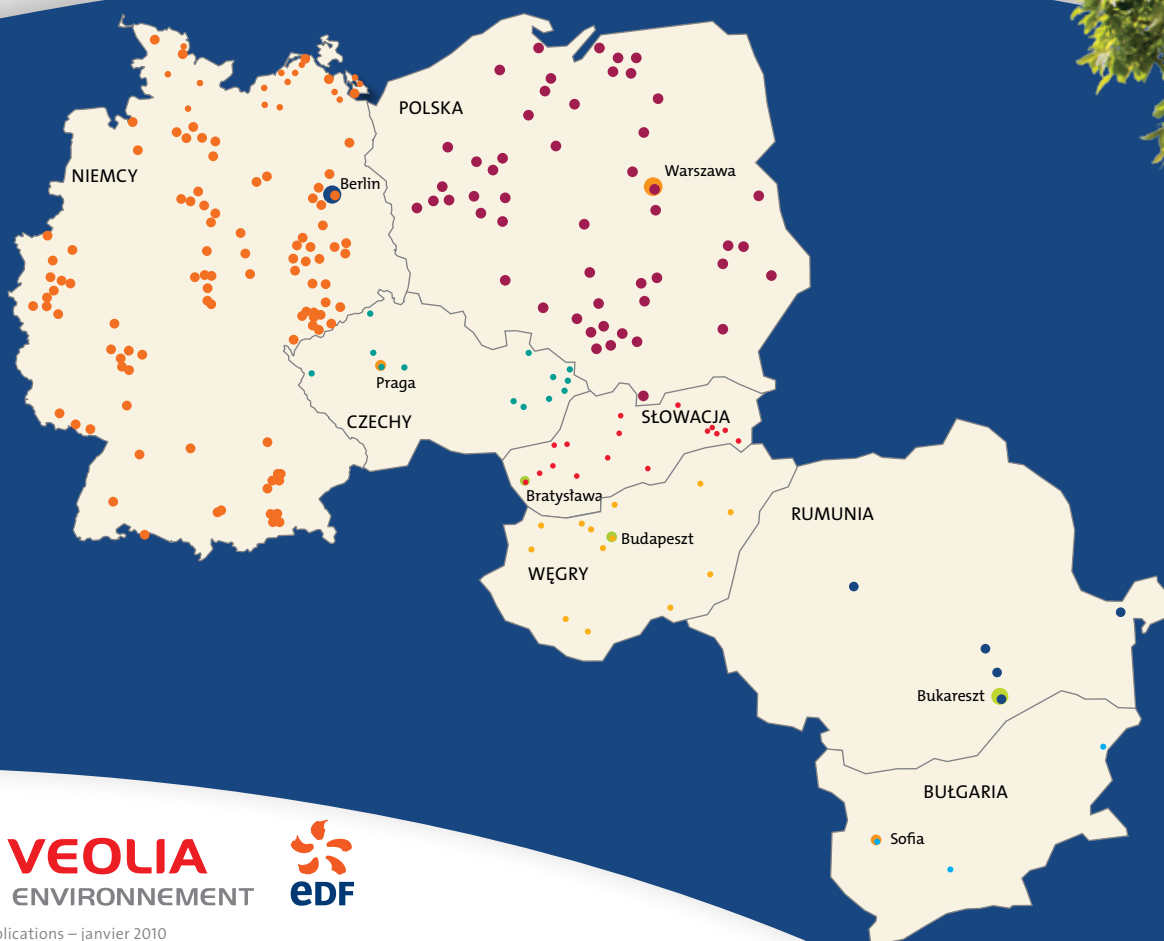 POLSKA
Warszawa
NIEMCY
Berlin
Praga
CZECHY
SŁOWACJA
Bratysława
RUMUNIA
Budapeszt
WĘGRY
Bukareszt
BUŁGARIA
Sofia
VEOLIA
ENVIRONNEMENT
eDF
plications – janvier 2010